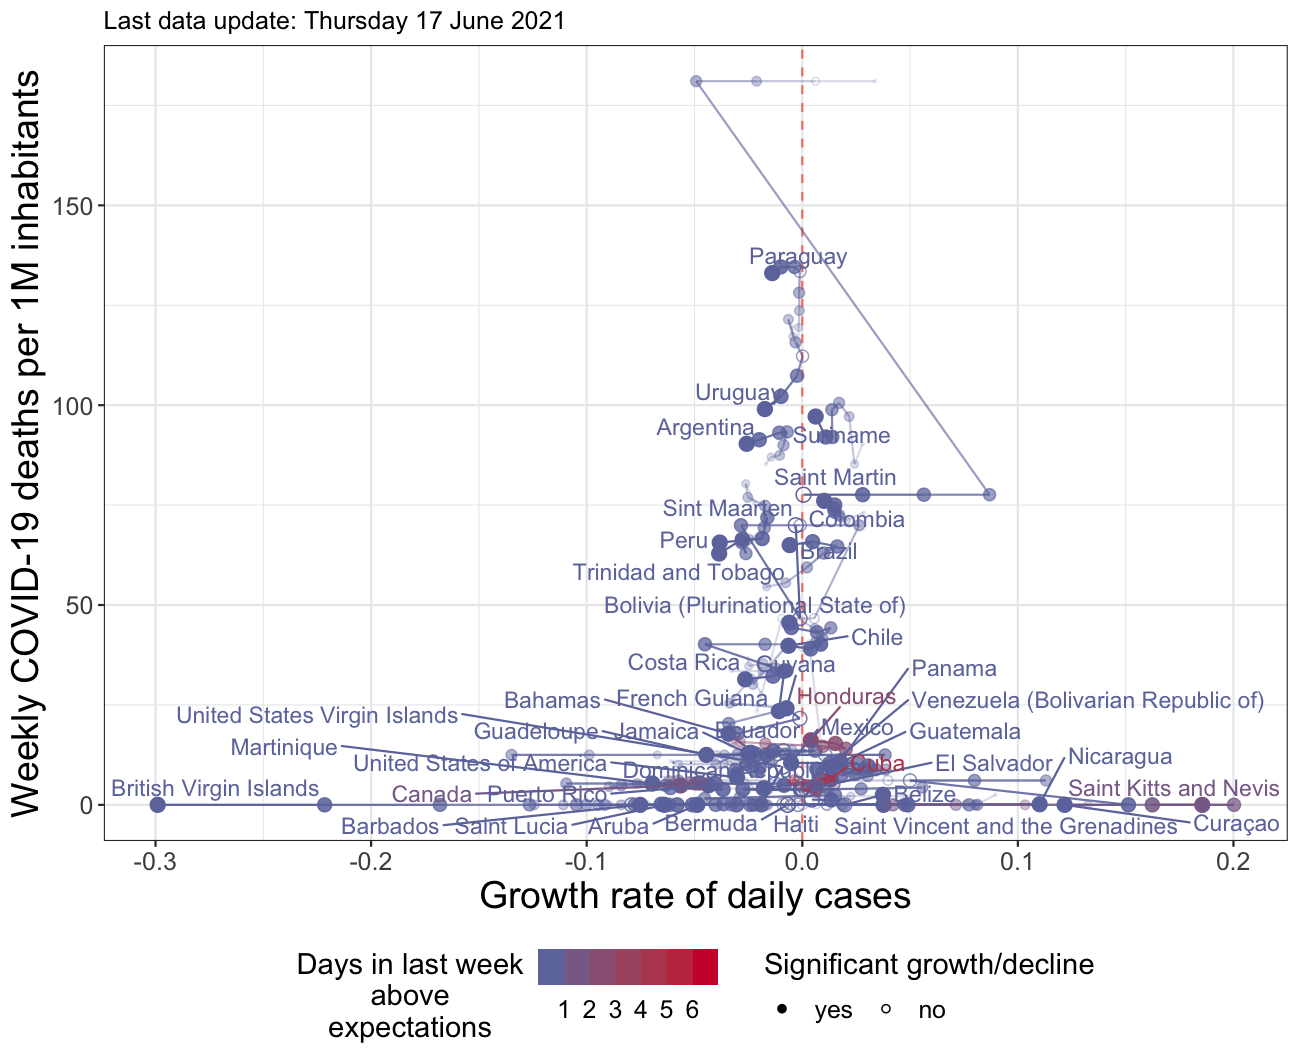 Last data update: Thursday 17 June 2021
Weekly COVID-19 deaths per 1M inhabitants
150
100
50
0
Paraguay
Uruguay
Argentina
Suriname
Saint Martin
Sint Maarten
Colombia
Peru
Brazil
Trinidad and Tobago
Bolivia (Plurinational State of)
Chile
Costa Rica
Guyana
Panama
Bahamas
French Guiana
Honduras
Venezuela (Bolivarian Republic of)
United States Virgin Islands
Guadeloupe
Jamaica
Ecuador
Mexico
Guatemala
Martinique
United States of America
Dominican Republic
Cuba
El Salvador
Nicaragua
British Virgin Islands
Canada
Puerto Rico
Belize
Saint Kitts and Nevis
Barbados
Saint Lucia
Aruba
Bermuda
Haiti
Saint Vincent and the Grenadines
Curaçao
-0.3
-0.2
-0.1
0.0
0.1
0.2
Growth rate of daily cases
Days in last week
above
expectations
1 2 3 4 5 6
Significant growth/decline
yes
no